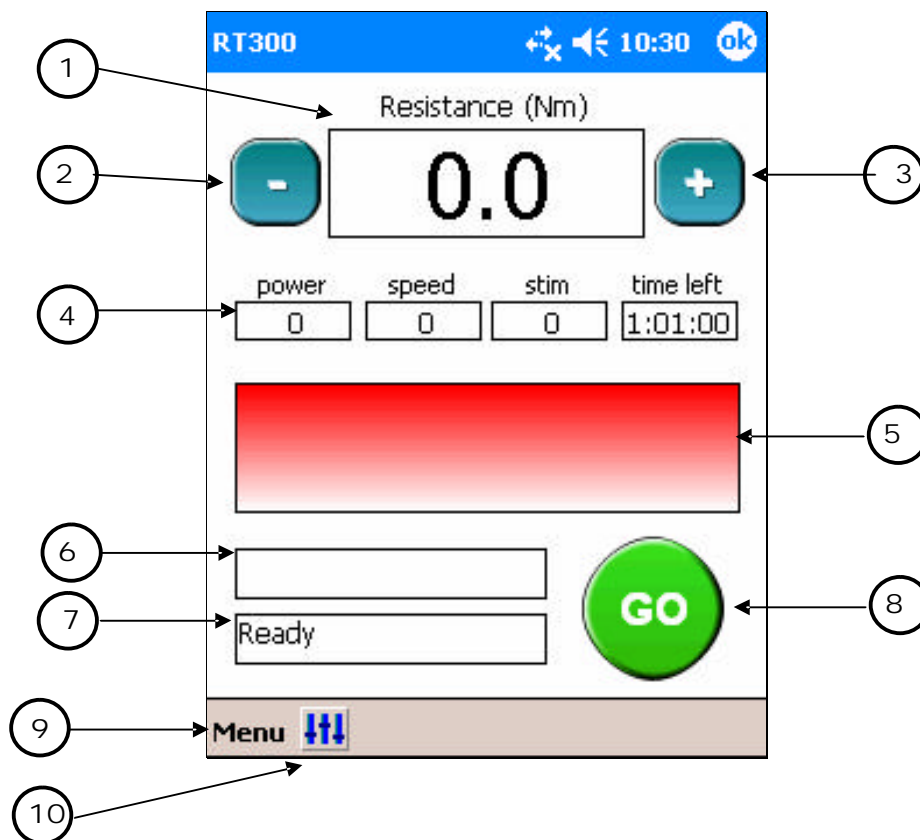 RT300 10:30 ok
1
Resistance (Nm)
2 - 0.0 + 3
power speed stim time left
4 0 0 0 1:01:00
5
6
7 Ready
GO 8
9 Menu
10